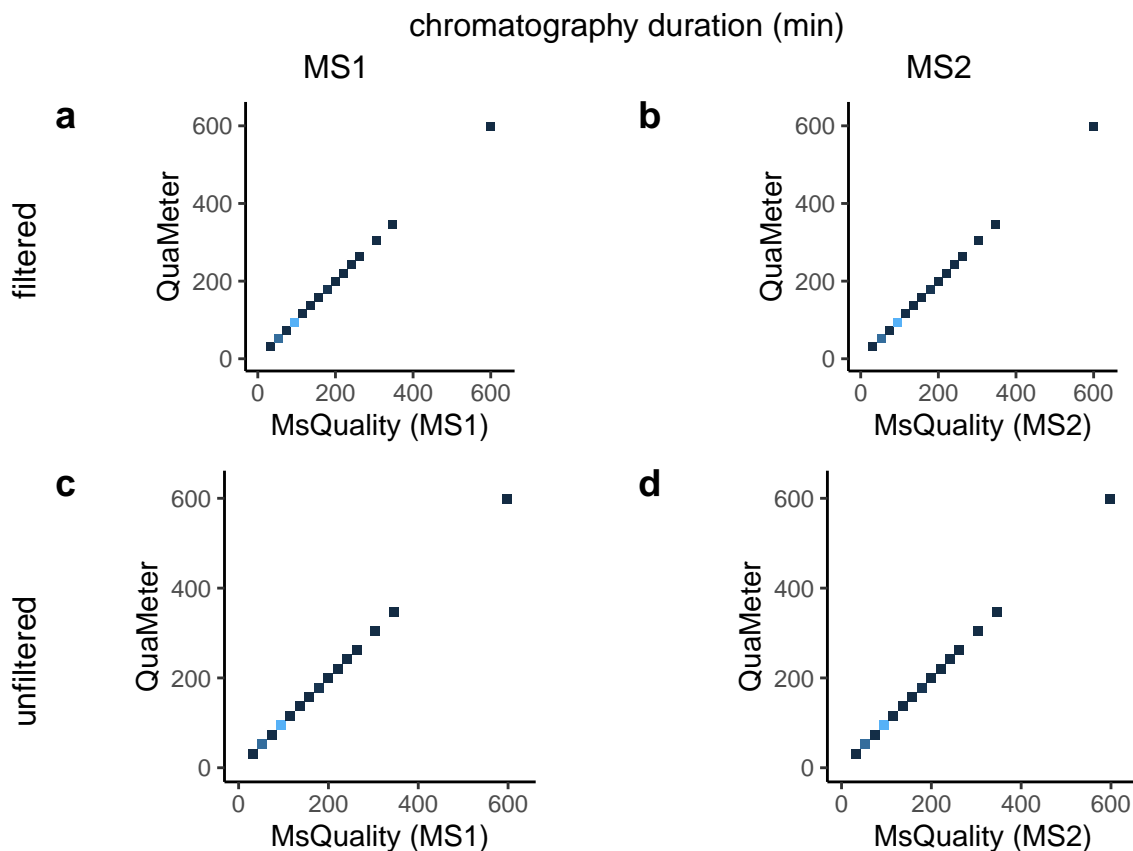 chromatography duration (min)
MS1
MS2
a
b
filtered
QuaMeter
600
400
200
0
0 200 400 600
MsQuality (MS1)
QuaMeter
600
400
200
0
0 200 400 600
MsQuality (MS2)
c
d
unfiltered
QuaMeter
600
400
200
0
0 200 400 600
MsQuality (MS1)
QuaMeter
600
400
200
0
0 200 400 600
MsQuality (MS2)